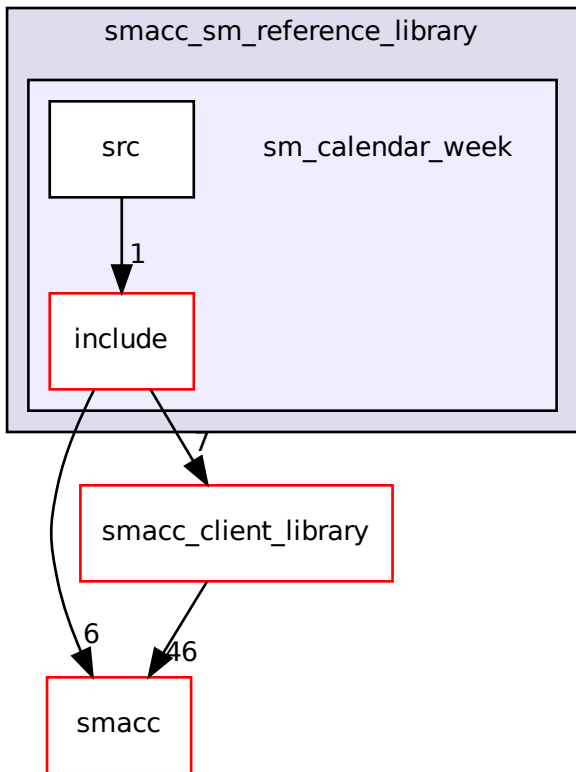 smacc_sm_reference_library
src
sm_calendar_week
1
include
7
smacc_client_library
6
46
smacc